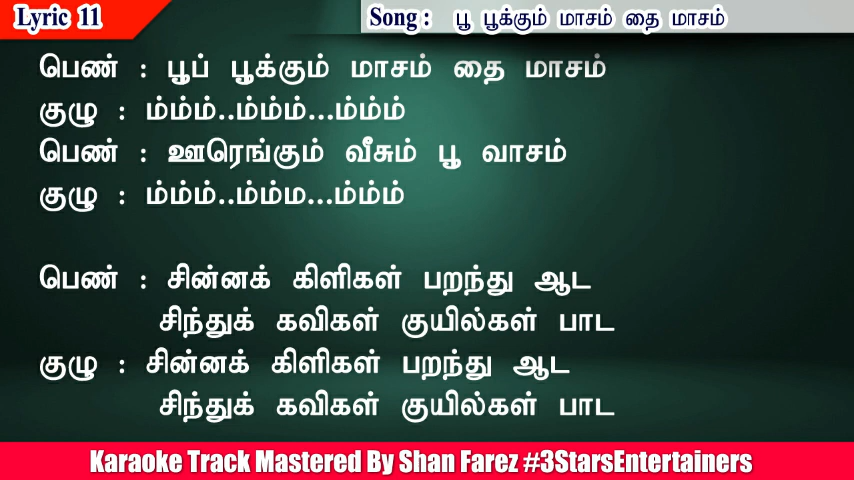 Lyric 11
Song : பூ பூக்கும் மாசம் தை மாசம்
பெண் : பூப் பூக்கும் மாசம் தை மாசம்
குழு : ம்ம்ம்..ம்ம்ம்...ம்ம்ம்
பெண் : ஊரெங்கும் வீசும் பூ வாசம்
குழு : ம்ம்ம்..ம்ம்ம...ம்ம்ம்
பெண் : சின்னக் கிளிகள் பறந்து ஆட
சிந்துக் கவிகள் குயில்கள் பாட
குழு : சின்னக் கிளிகள் பறந்து ஆட
சிந்துக் கவிகள் குயில்கள் பாட
Karaoke Track Mastered By Shan Farez #3StarsEntertainers